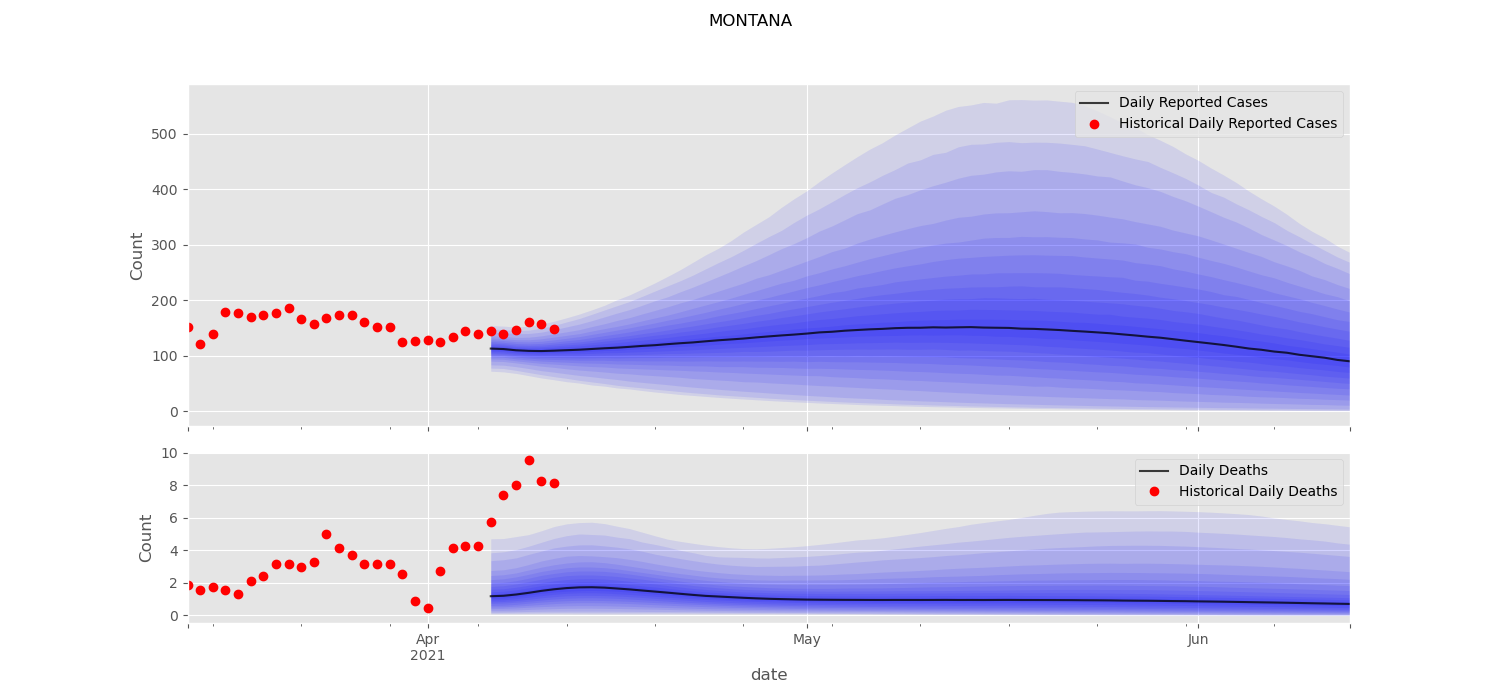 MONTANA
Daily Reported Cases
Historical Daily Reported Cases
500
400
300
200
100
0
Count
Daily Deaths
Historical Daily Deaths
10
8
6
4
2
0
Count
Apr
2021
May
Jun
date